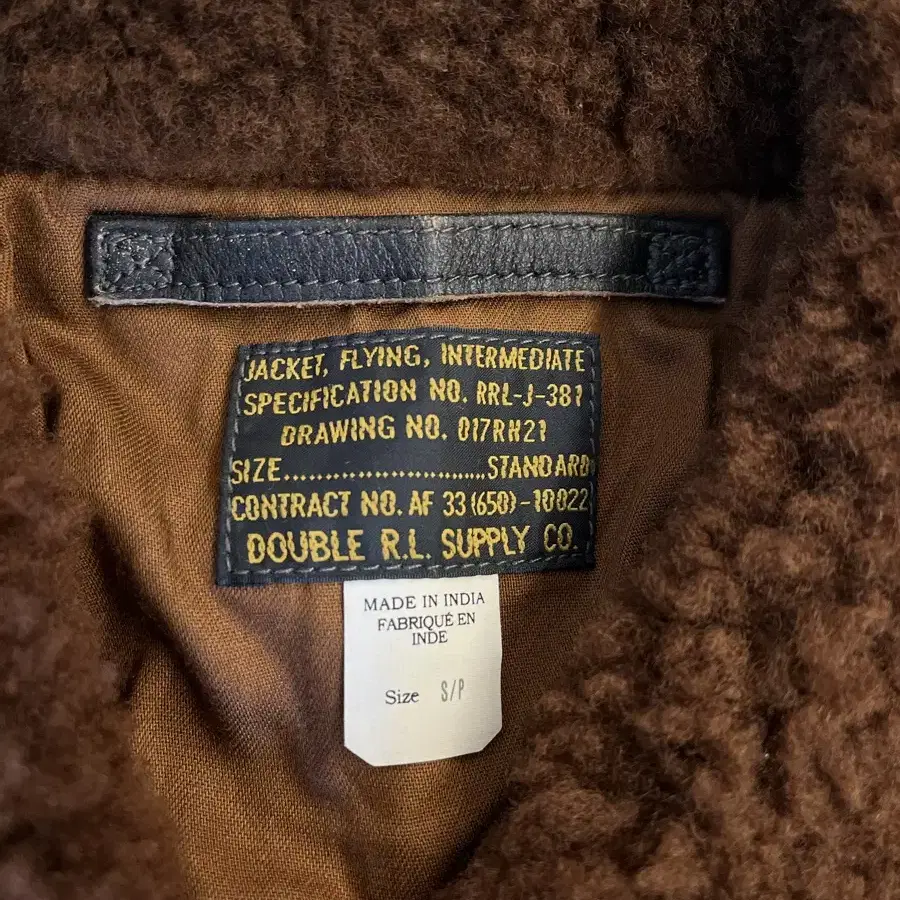 JACKET, FLYING, INTERMEDIATE
SPECIFICATION NO. RRL-J-381
DRAWING NO. 017RH21
SIZE............................STANDARD
CONTRACT NO. AF 33(650)-10022
DOUBLE R.L. SUPPLY CO.
MADE IN INDIA
FABRIQUÉ EN
INDE
Size S/P